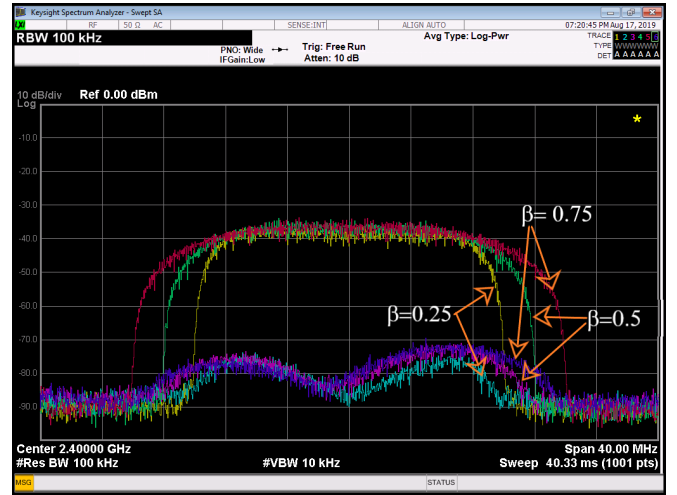 Keysight Spectrum Analyzer - Swept SA
RF 50 Ω AC SENSE:INT ALIGN AUTO 07:20:45 PM Aug 17, 2019
RBW 100 kHz
PNO: Wide
IFGain:Low
Trig: Free Run
Atten: 10 dB
Avg Type: Log-Pwr
TRACE 1 2 3 4 5
TYPE WWWWWW
DET A A A A A A
10 dB/div
Log
Ref 0.00 dBm
*
-10.0
-20.0
-30.0
-40.0
-50.0
-60.0
-70.0
-80.0
-90.0
β= 0.75
β=0.25
β=0.5
Center 2.40000 GHz Span 40.00 MHz
#Res BW 100 kHz #VBW 10 kHz Sweep 40.33 ms (1001 pts)
MSG STATUS